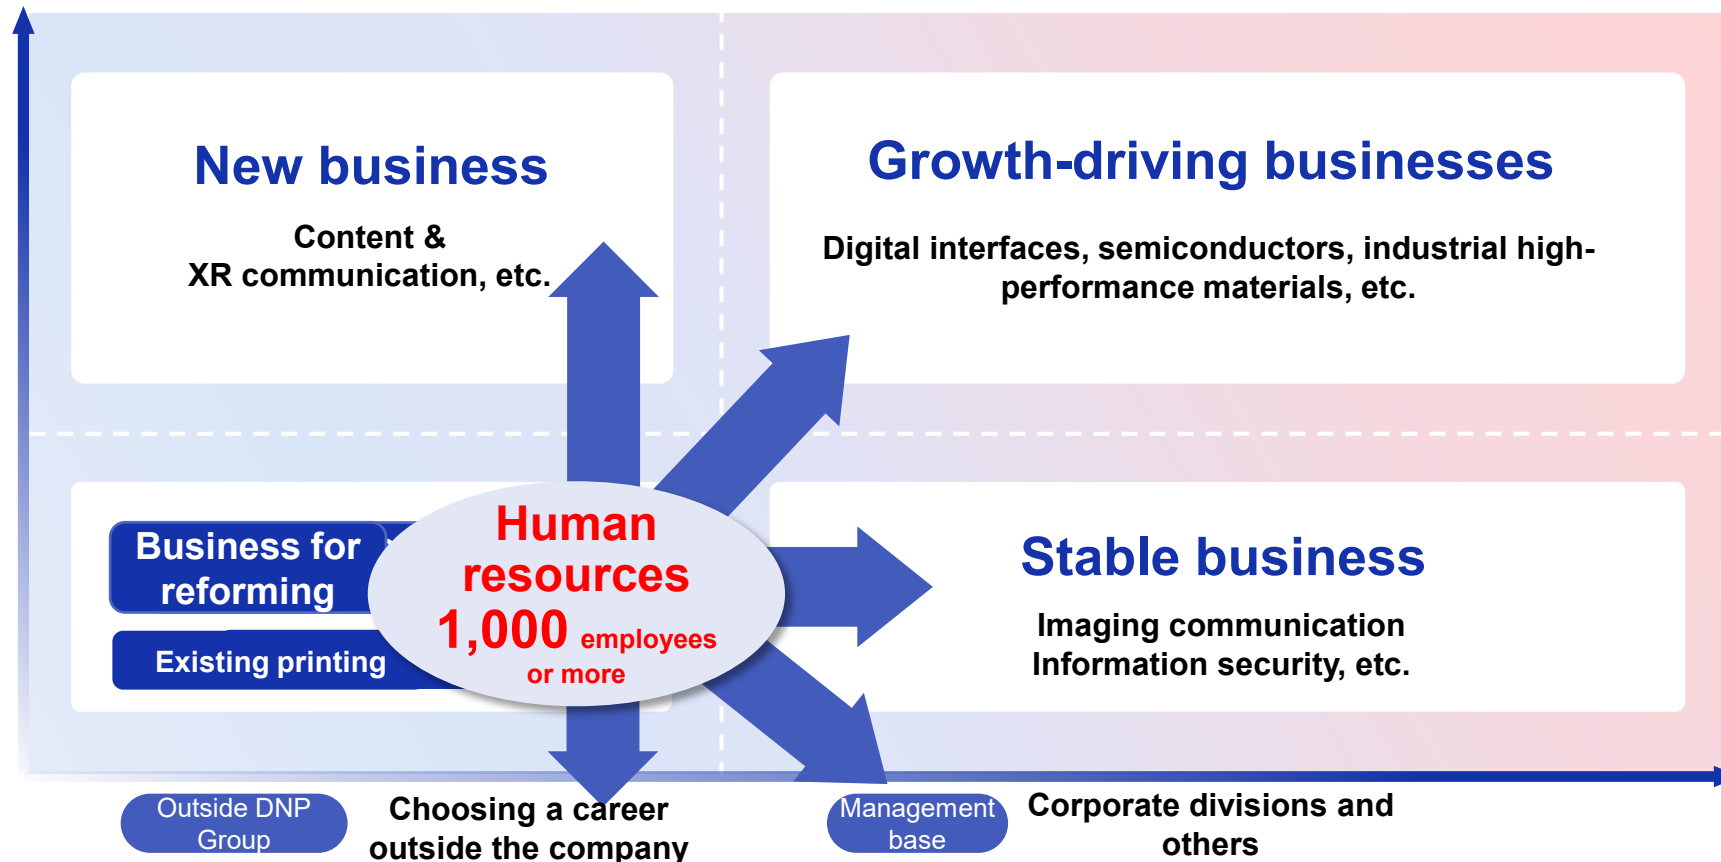 New business
Content &
XR communication, etc.
Growth-driving businesses
Digital interfaces, semiconductors, industrial high-
performance materials, etc.
Business for
reforming
Existing printing
Human
resources
1,000 employees
or more
Stable business
Imaging communication
Information security, etc.
Outside DNP
Group
Choosing a career
outside the company
Management
base
Corporate divisions and
others